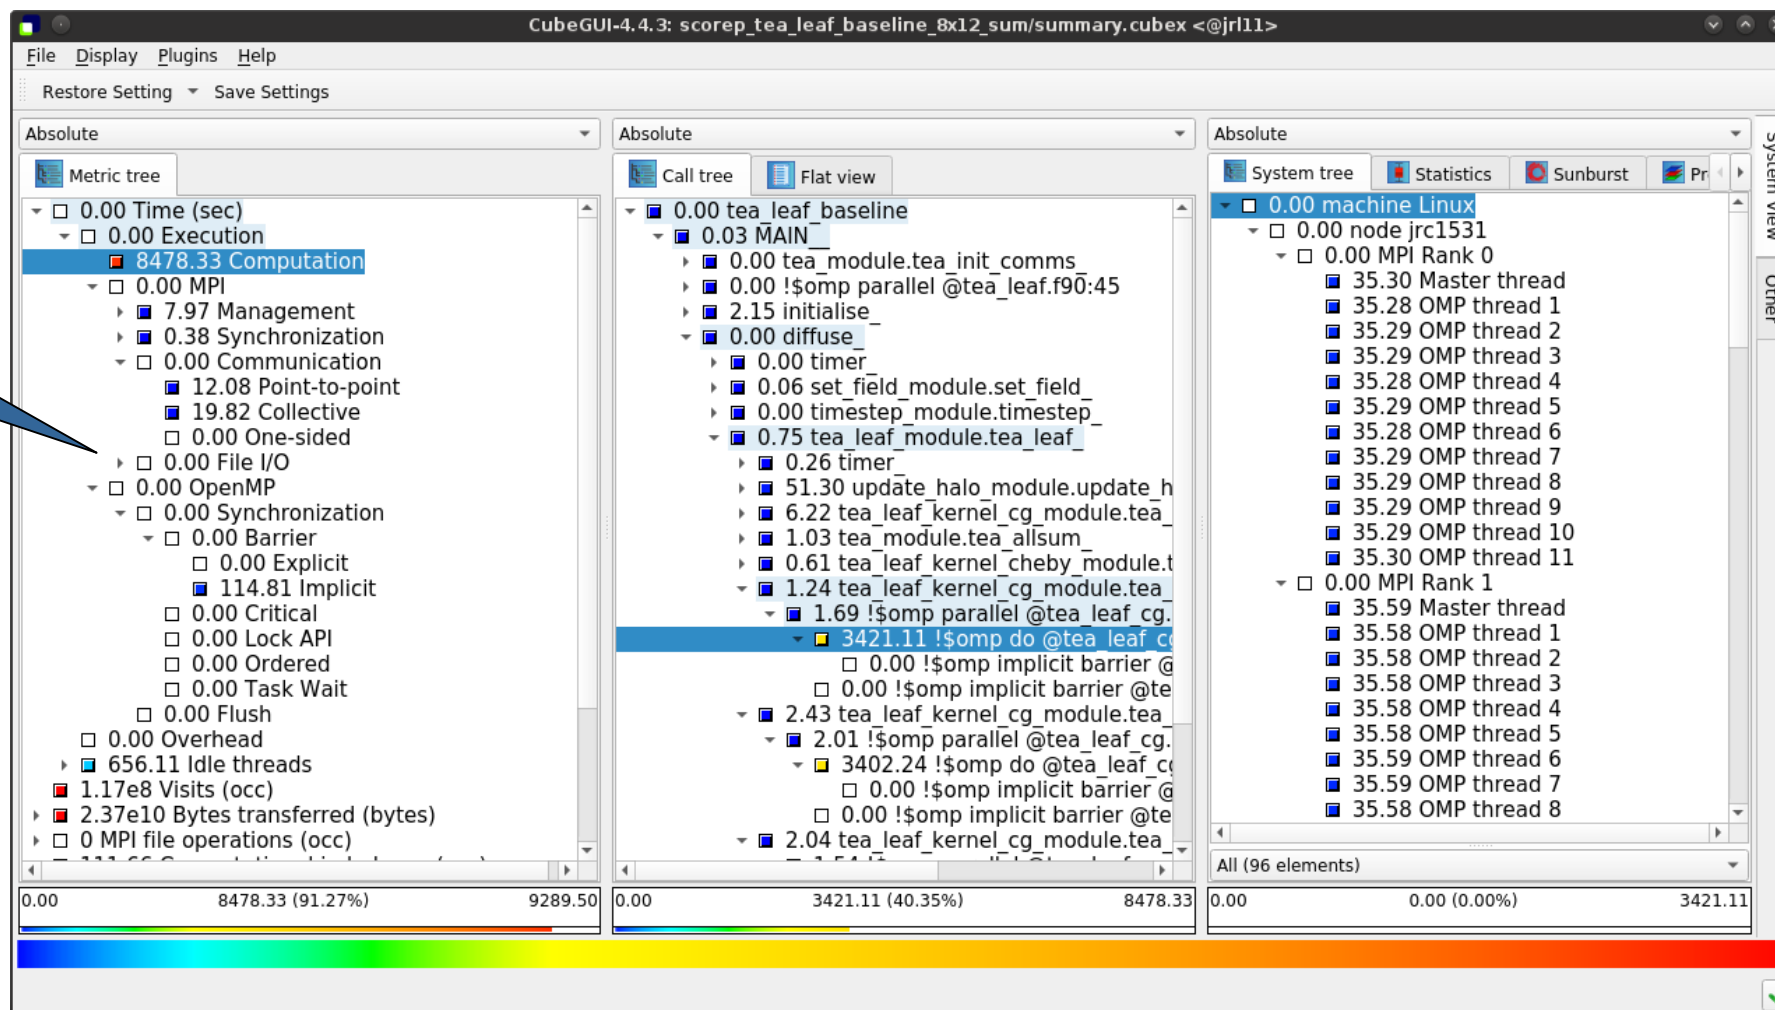 CubeGUI-4.4.3: scorep_tea_leaf_baseline_8x12_sum/summary.cubex <@jrl11>
File Display Plugins Help
Restore Setting Save Settings
Absolute
Metric tree
0.00 Time (sec)
0.00 Execution
8478.33 Computation
0.00 MPI
7.97 Management
0.38 Synchronization
0.00 Communication
12.08 Point-to-point
19.82 Collective
0.00 One-sided
0.00 File I/O
0.00 OpenMP
0.00 Synchronization
0.00 Barrier
0.00 Explicit
114.81 Implicit
0.00 Critical
0.00 Lock API
0.00 Ordered
0.00 Task Wait
0.00 Flush
0.00 Overhead
656.11 Idle threads
1.17e8 Visits (occ)
2.37e10 Bytes transferred (bytes)
0 MPI file operations (occ)
0.00 8478.33 (91.27%) 9289.50
Absolute
Call tree Flat view
0.00 tea_leaf_baseline
0.03 MAIN__
0.00 tea_module.tea_init_comms_
0.00 !$omp parallel @tea_leaf.f90:45
2.15 initialise_
0.00 diffuse_
0.00 timer_
0.06 set_field_module.set_field_
0.00 timestep_module.timestep_
0.75 tea_leaf_module.tea_leaf_
0.26 timer_
51.30 update_halo_module.update_h
6.22 tea_leaf_kernel_cg_module.tea_
1.03 tea_module.tea_allsum_
0.61 tea_leaf_kernel_cheby_module.t
1.24 tea_leaf_kernel_cg_module.tea_
1.69 !$omp parallel @tea_leaf_cg.
3421.11 !$omp do @tea_leaf_c
0.00 !$omp implicit barrier @
0.00 !$omp implicit barrier @te
2.43 tea_leaf_kernel_cg_module.tea_
2.01 !$omp parallel @tea_leaf_cg.
3402.24 !$omp do @tea_leaf_c
0.00 !$omp implicit barrier @
0.00 !$omp implicit barrier @te
2.04 tea_leaf_kernel_cg_module.tea_
0.00 3421.11 (40.35%) 8478.33
Absolute
System tree Statistics Sunburst Pr
0.00 machine Linux
0.00 node jrc1531
0.00 MPI Rank 0
35.30 Master thread
35.28 OMP thread 1
35.29 OMP thread 2
35.29 OMP thread 3
35.28 OMP thread 4
35.29 OMP thread 5
35.28 OMP thread 6
35.29 OMP thread 7
35.29 OMP thread 8
35.29 OMP thread 9
35.29 OMP thread 10
35.30 OMP thread 11
0.00 MPI Rank 1
35.59 Master thread
35.58 OMP thread 1
35.58 OMP thread 2
35.58 OMP thread 3
35.58 OMP thread 4
35.58 OMP thread 5
35.59 OMP thread 6
35.59 OMP thread 7
35.58 OMP thread 8
All (96 elements)
0.00 0.00 (0.00%) 3421.11
System View
Other